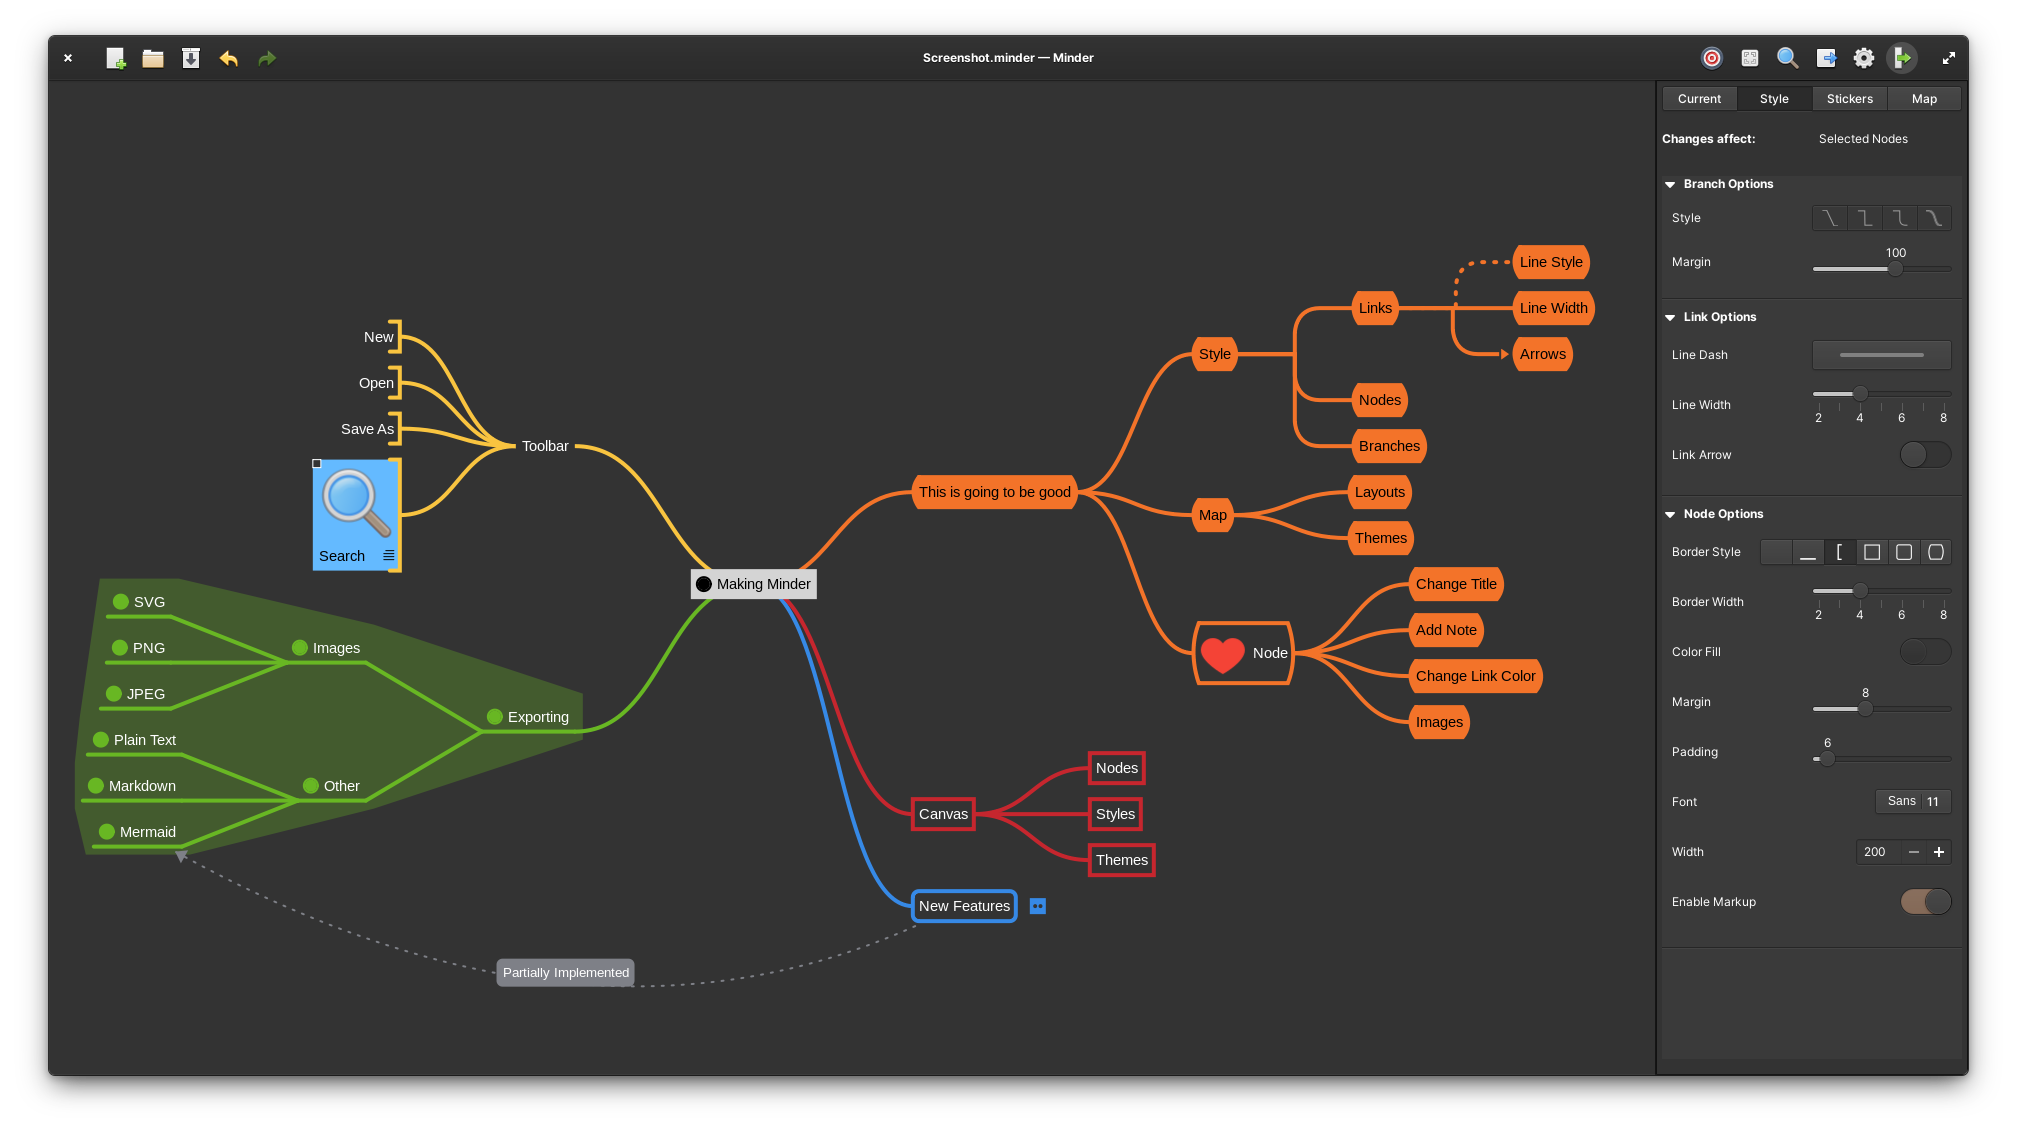 Screenshot.minder — Minder
Current
Style
Stickers
Map
Changes affect:
Selected Nodes
Branch Options
Style
Margin
100
Link Options
Line Dash
Line Width
2 4 6 8
Link Arrow
Node Options
Border Style
Border Width
2 4 6 8
Color Fill
Margin
8
Padding
6
Font
Sans 11
Width
200
Enable Markup
New
Open
Save As
Search
Toolbar
Making Minder
SVG
PNG
JPEG
Images
Plain Text
Markdown
Mermaid
Other
Exporting
This is going to be good
Style
Links
Line Style
Line Width
Arrows
Nodes
Branches
Map
Layouts
Themes
Node
Change Title
Add Note
Change Link Color
Images
Canvas
Nodes
Styles
Themes
New Features
Partially Implemented